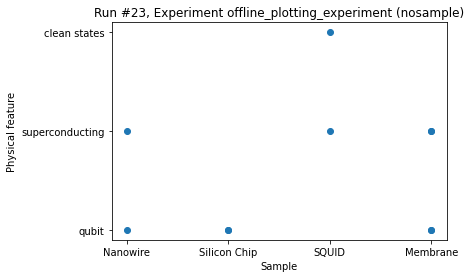 Run #23, Experiment offline_plotting_experiment (nosample)
clean states
superconducting
qubit
Physical feature
Nanowire Silicon Chip SQUID Membrane
Sample